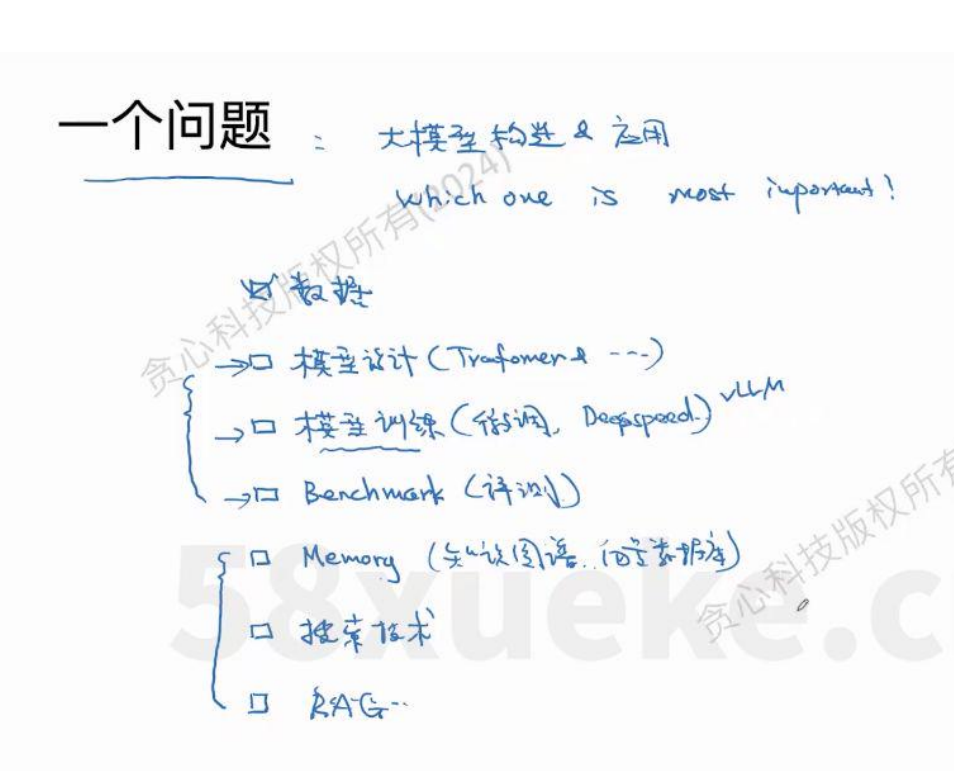 一个问题 : 大模型构造 & 应用
which one is most important!
贪心科技版权所有(2024)
数据
→□ 模型设计 (Trafomer & ---)
→□ 模型训练 (微调, Deepspeed) vLLM
→□ Benchmark (评测)
□ Memory (知识图谱, 向量数据库)
贪心科技版权所有
58xueke.c
□ 搜索技术
□ RAG--